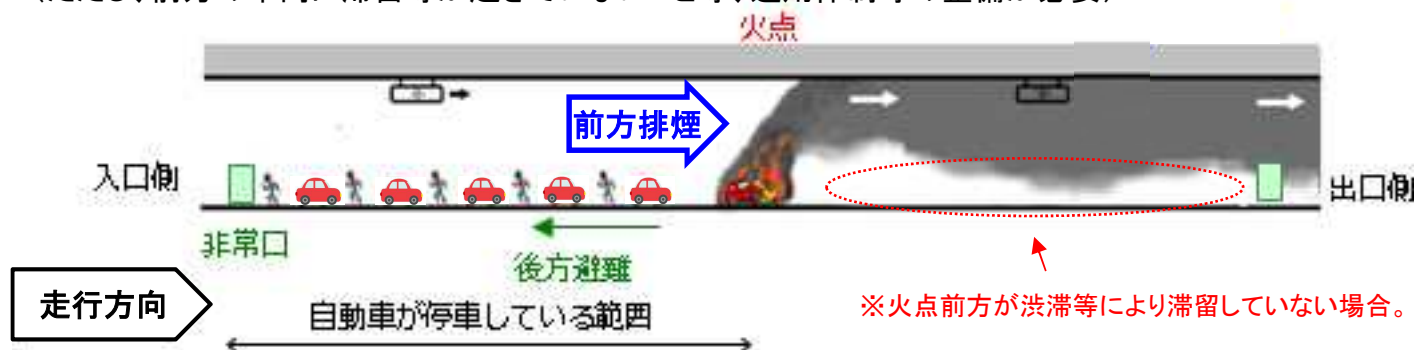 火点
前方排煙
入口側
出口側
非常口
後方避難
走行方向
自動車が停車している範囲
※火点前方が渋滞等により滞留していない場合。